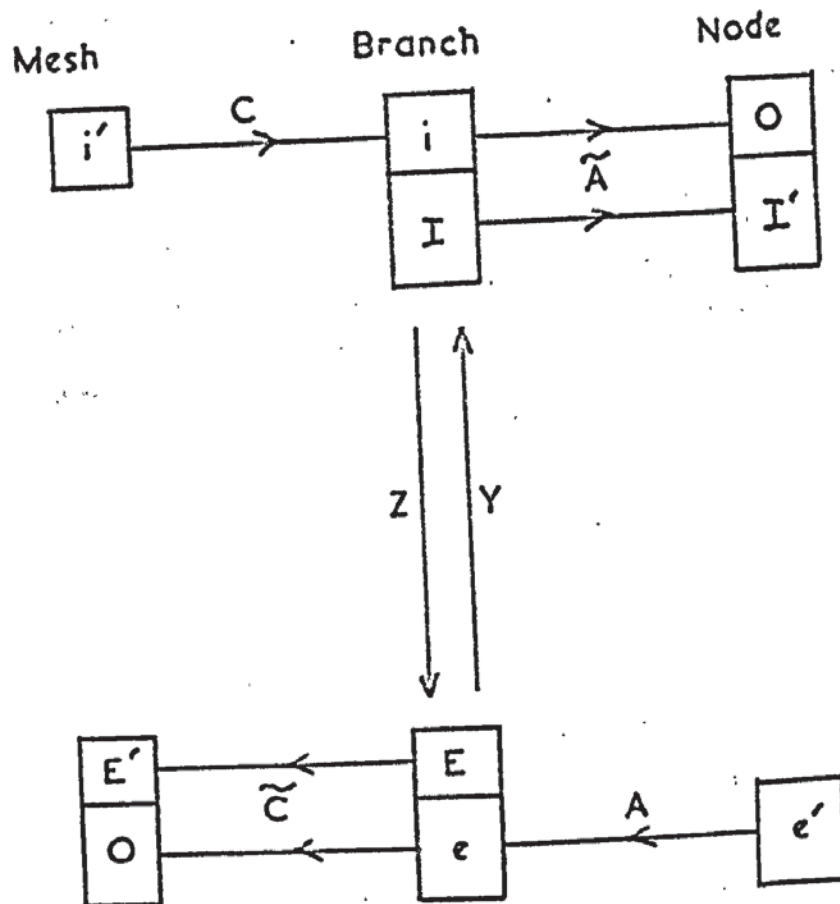 Mesh Branch Node
i′ C i O
Ã
I I′
Z Y
E′ E
C̃ A
O e e′